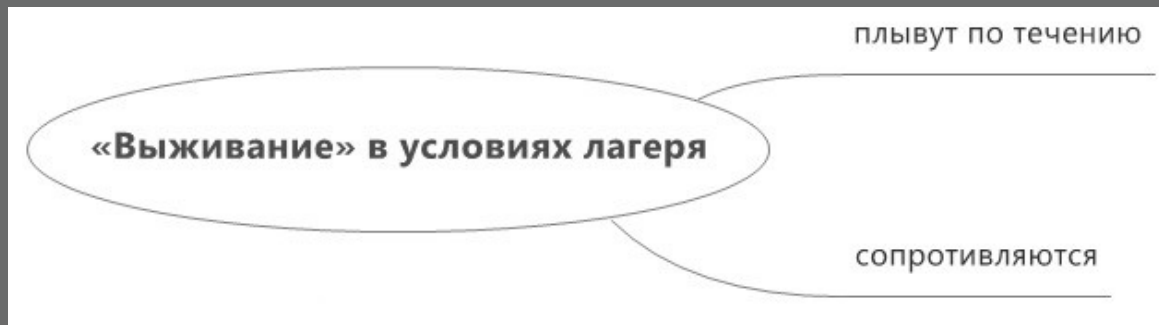 плывут по течению
«Выживание» в условиях лагеря
сопротивляются